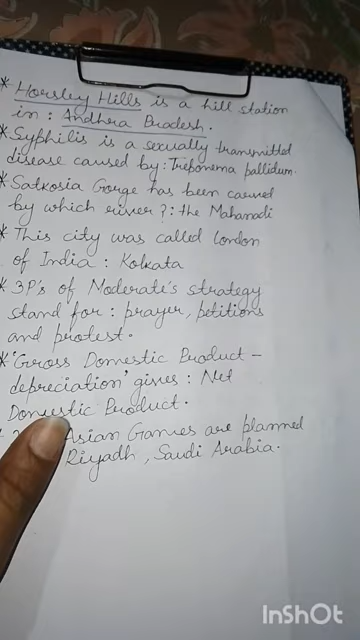 * Horsley Hills is a hill station
in : Andhra Pradesh.
* Syphilis is a sexually transmitted
disease caused by: Treponema pallidum.
* Satkosia Gorge has been carved
by which river? : the Mahanadi
* This city was called london
of India : Kolkata
* 3P's of Moderate's strategy
stand for : prayer, petitions
and protest.
* 'Gross Domestic Product -
depreciation' gives : Net
Domestic Product.
Asian Games are planned
Riyadh, Saudi Arabia.
InShOt